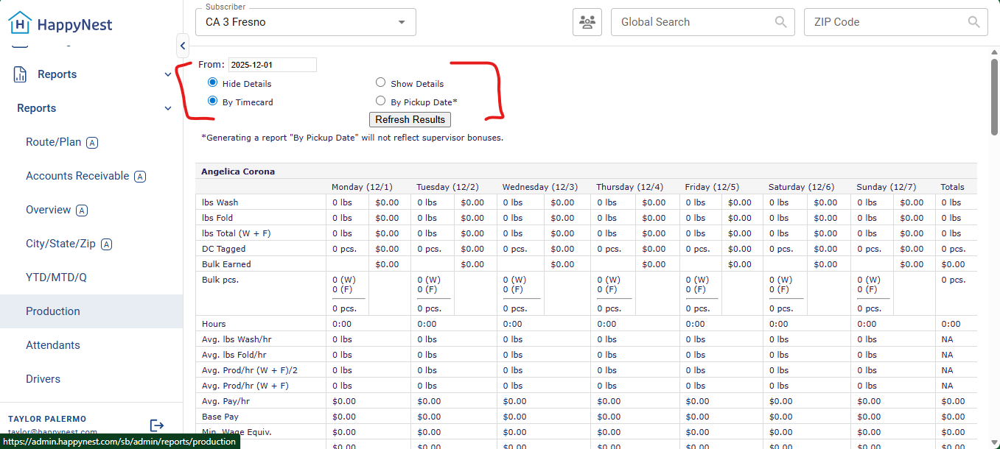 Subscriber
HappyNest
CA 3 Fresno
Global Search
ZIP Code
Reports
Reports
Route/Plan A
Accounts Receivable A
Overview A
City/State/Zip A
YTD/MTD/Q
Production
Attendants
Drivers
TAYLOR PALERMO
taylor@happynest.com
https://admin.happynest.com/sb/admin/reports/production
From: 2025-12-01
Hide Details Show Details
By Timecard By Pickup Date*
Refresh Results
*Generating a report "By Pickup Date" will not reflect supervisor bonuses.
Angelica Corona
Monday (12/1) Tuesday (12/2) Wednesday (12/3) Thursday (12/4) Friday (12/5) Saturday (12/6) Sunday (12/7) Totals
lbs Wash 0 lbs $0.00 0 lbs $0.00 0 lbs $0.00 0 lbs $0.00 0 lbs $0.00 0 lbs $0.00 0 lbs $0.00 0 lbs
lbs Fold 0 lbs $0.00 0 lbs $0.00 0 lbs $0.00 0 lbs $0.00 0 lbs $0.00 0 lbs $0.00 0 lbs $0.00 0 lbs
lbs Total (W + F) 0 lbs $0.00 0 lbs $0.00 0 lbs $0.00 0 lbs $0.00 0 lbs $0.00 0 lbs $0.00 0 lbs $0.00 0 lbs
DC Tagged 0 pcs. $0.00 0 pcs. $0.00 0 pcs. $0.00 0 pcs. $0.00 0 pcs. $0.00 0 pcs. $0.00 0 pcs. $0.00 0 pcs.
Bulk Earned $0.00 $0.00 $0.00 $0.00 $0.00 $0.00 $0.00 $0.00
Bulk pcs. 0 (W) 0 (W) 0 (W) 0 (W) 0 (W) 0 (W) 0 (W) 0 pcs.
0 (F) 0 (F) 0 (F) 0 (F) 0 (F) 0 (F) 0 (F)
0 pcs. 0 pcs. 0 pcs. 0 pcs. 0 pcs. 0 pcs. 0 pcs.
Hours 0:00 0:00 0:00 0:00 0:00 0:00 0:00 0:00
Avg. lbs Wash/hr 0 lbs 0 lbs 0 lbs 0 lbs 0 lbs 0 lbs 0 lbs NA
Avg. lbs Fold/hr 0 lbs 0 lbs 0 lbs 0 lbs 0 lbs 0 lbs 0 lbs NA
Avg. Prod/hr (W + F)/2 0 lbs 0 lbs 0 lbs 0 lbs 0 lbs 0 lbs 0 lbs NA
Avg. Prod/hr (W + F) 0 lbs 0 lbs 0 lbs 0 lbs 0 lbs 0 lbs 0 lbs NA
Avg. Pay/hr $0.00 $0.00 $0.00 $0.00 $0.00 $0.00 $0.00 $0.00
Base Pay $0.00 $0.00 $0.00 $0.00 $0.00 $0.00 $0.00 $0.00
Min. Wage Equiv. $0.00 $0.00 $0.00 $0.00 $0.00 $0.00 $0.00 $0.00
$0.00 $0.00 $0.00 $0.00 $0.00 $0.00 $0.00 $0.00